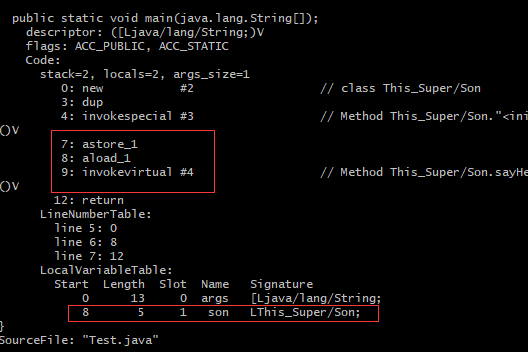 public static void main(java.lang.String[]);
descriptor: ([Ljava/lang/String;)V
flags: ACC_PUBLIC, ACC_STATIC
Code:
stack=2, locals=2, args_size=1
0: new #2 // class This_Super/Son
3: dup
4: invokespecial #3 // Method This_Super/Son."<ini
()V
7: astore_1
8: aload_1
9: invokevirtual #4 // Method This_Super/Son.sayHe
()V
12: return
LineNumberTable:
line 5: 0
line 6: 8
line 7: 12
LocalVariableTable:
Start Length Slot Name Signature
0 13 0 args [Ljava/lang/String;
8 5 1 son LThis_Super/Son;
}
SourceFile: "Test.java"